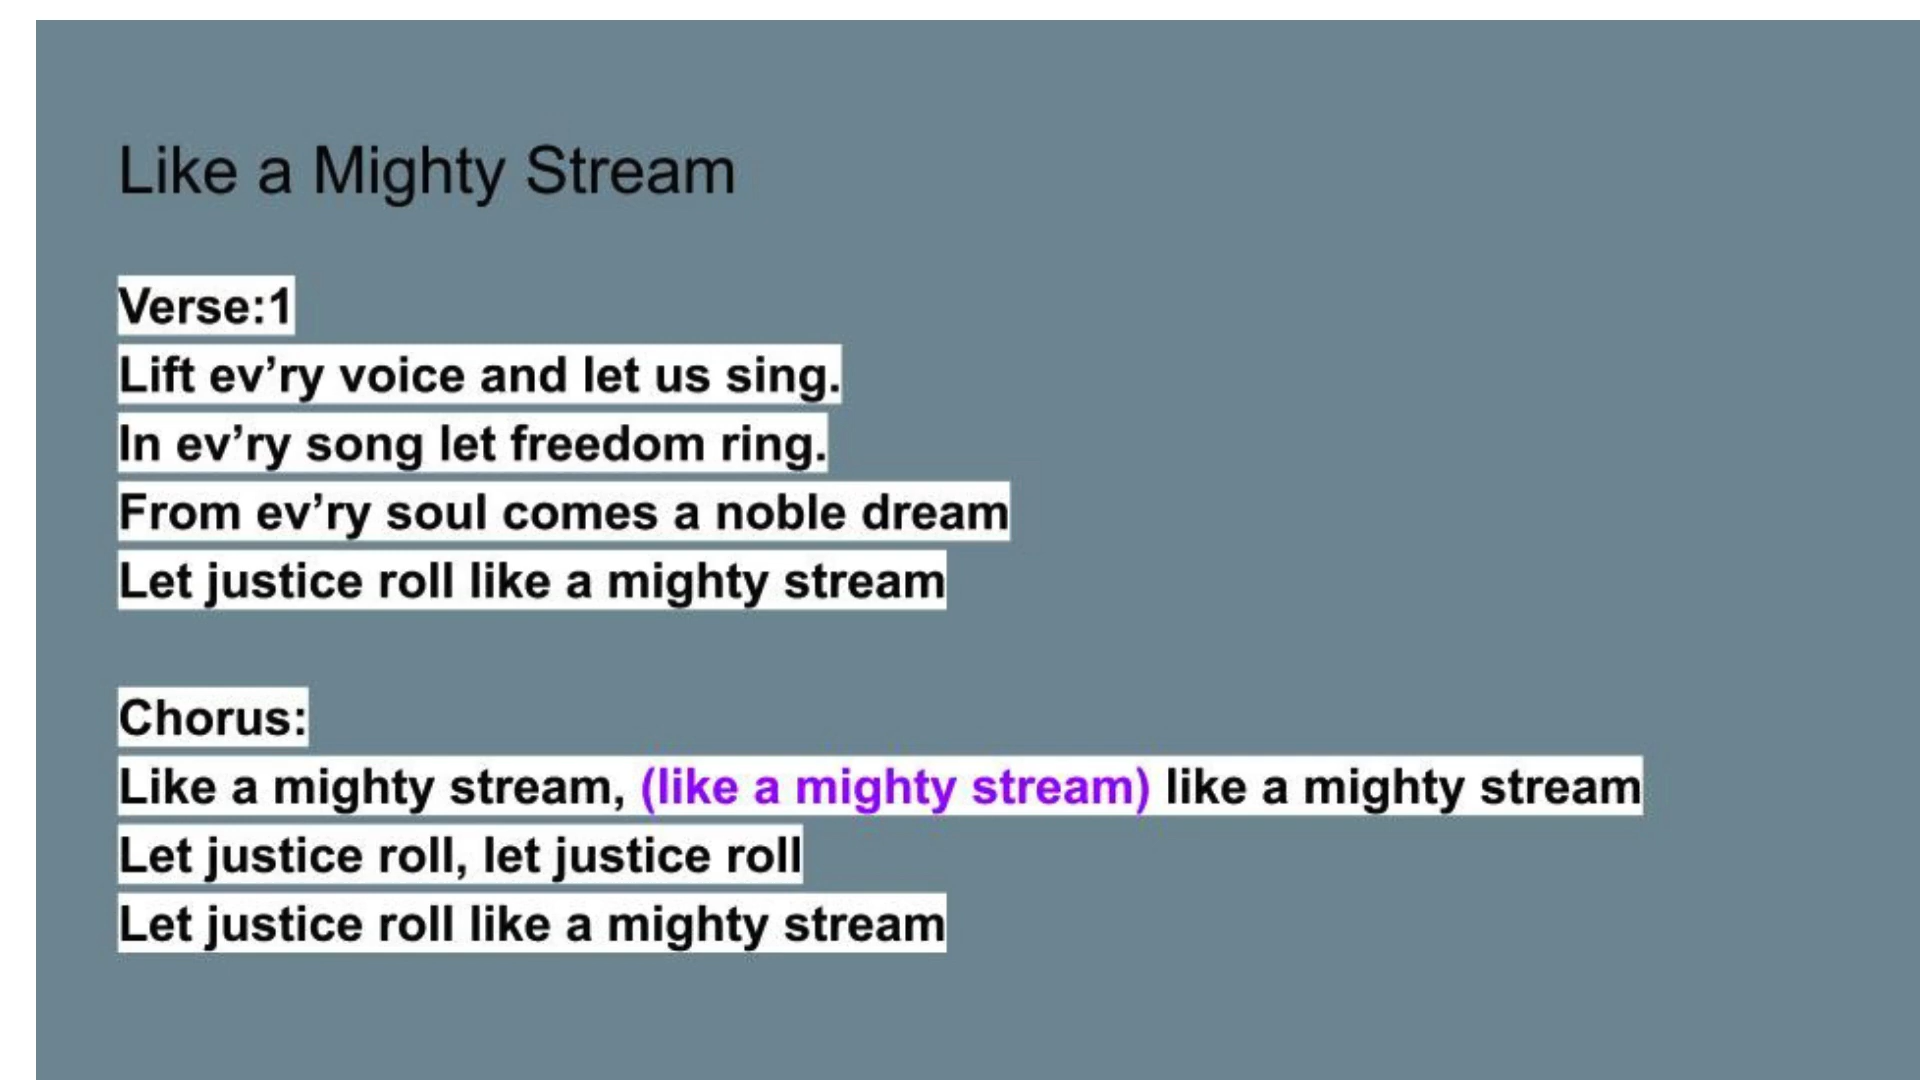 Like a Mighty Stream
Verse:1
Lift ev’ry voice and let us sing.
In ev’ry song let freedom ring.
From ev’ry soul comes a noble dream
Let justice roll like a mighty stream
Chorus:
Like a mighty stream, (like a mighty stream) like a mighty stream
Let justice roll, let justice roll
Let justice roll like a mighty stream